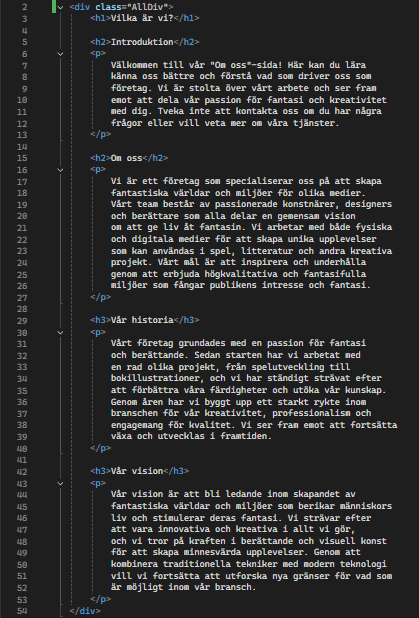 2 <div class="AllDiv">
3 <h1>Vilka är vi?</h1>
4
5 <h2>Introduktion</h2>
6 <p>
7 Välkommen till vår "Om oss"-sida! Här kan du lära
8 känna oss bättre och förstå vad som driver oss som
9 företag. Vi är stolta över vårt arbete och ser fram
10 emot att dela vår passion för fantasi och kreativitet
11 med dig. Tveka inte att kontakta oss om du har några
12 frågor eller vill veta mer om våra tjänster.
13 </p>
14
15 <h2>Om oss</h2>
16 <p>
17 Vi är ett företag som specialiserar oss på att skapa
18 fantastiska världar och miljöer för olika medier.
19 Vårt team består av passionerade konstnärer, designers
20 och berättare som alla delar en gemensam vision
21 om att ge liv åt fantasin. Vi arbetar med både fysiska
22 och digitala medier för att skapa unika upplevelser
23 som kan användas i spel, litteratur och andra kreativa
24 projekt. Vårt mål är att inspirera och underhålla
25 genom att erbjuda högkvalitativa och fantasifulla
26 miljöer som fångar publikens intresse och fantasi.
27 </p>
28
29 <h3>Vår historia</h3>
30 <p>
31 Vårt företag grundades med en passion för fantasi
32 och berättande. Sedan starten har vi arbetat med
33 en rad olika projekt, från spelutveckling till
34 bokillustrationer, och vi har ständigt strävat efter
35 att förbättra våra färdigheter och utöka vår kunskap.
36 Genom åren har vi byggt upp ett starkt rykte inom
37 branschen för vår kreativitet, professionalism och
38 engagemang för kvalitet. Vi ser fram emot att fortsätta
39 växa och utvecklas i framtiden.
40 </p>
41
42 <h3>Vår vision</h3>
43 <p>
44 Vår vision är att bli ledande inom skapandet av
45 fantastiska världar och miljöer som berikar människors
46 liv och stimulerar deras fantasi. Vi strävar efter
47 att vara innovativa och kreativa i allt vi gör,
48 och vi tror på kraften i berättande och visuell konst
49 för att skapa minnesvärda upplevelser. Genom att
50 kombinera traditionella tekniker med modern teknologi
51 vill vi fortsätta att utforska nya gränser för vad som
52 är möjligt inom vår bransch.
53 </p>
54 </div>